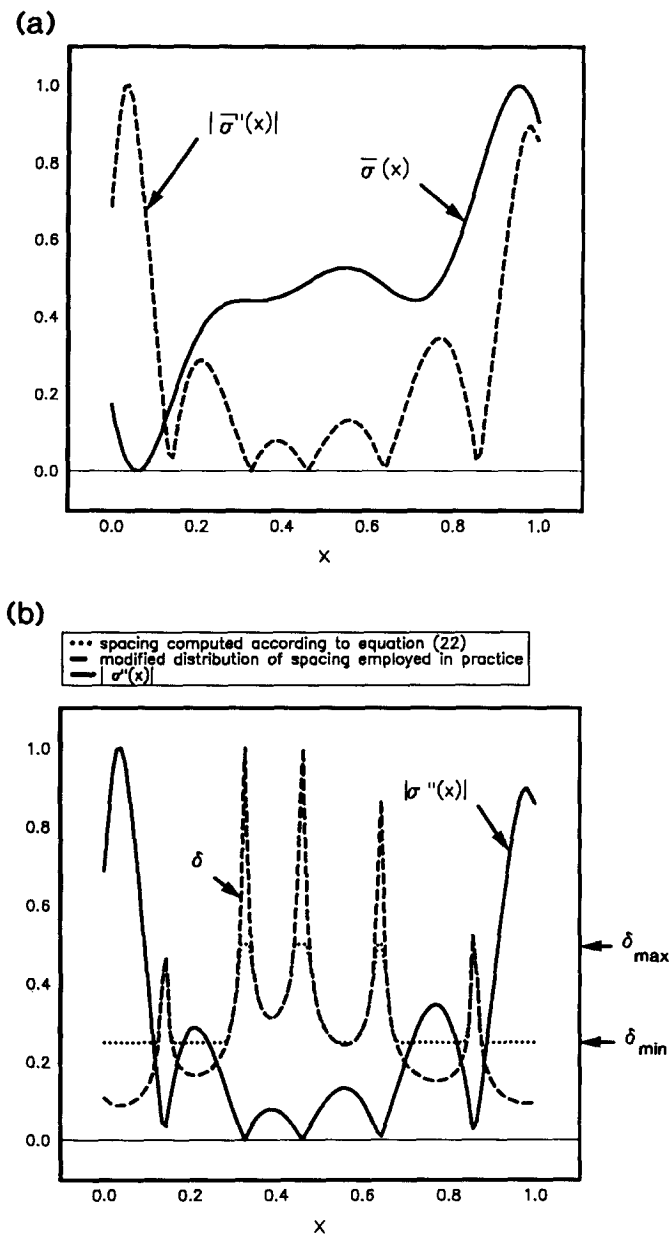 (a)
1.0
0.8
0.6
0.4
0.2
0.0
|σ̅''(x)|
σ̅(x)
0.0 0.2 0.4 0.6 0.8 1.0
X
(b)
spacing computed according to equation (22)
modified distribution of spacing employed in practice
|σ''(x)|
1.0
0.8
0.6
0.4
0.2
0.0
δ
|σ''(x)|
δmax
δmin
0.0 0.2 0.4 0.6 0.8 1.0
X